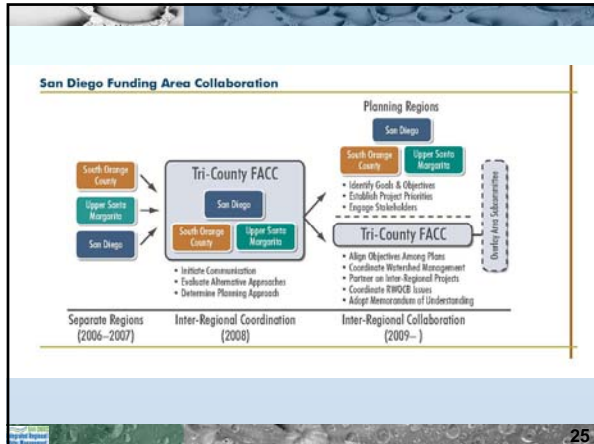 San Diego Funding Area Collaboration
South Orange
County
Upper Santa
Margarita
San Diego
Tri-County FACC
San Diego
South Orange
County
Upper Santa
Margarita
• Initiate Communication
• Evaluate Alternative Approaches
• Determine Planning Approach
Planning Regions
San Diego
South Orange
County
Upper Santa
Margarita
• Identify Goals & Objectives
• Establish Project Priorities
• Engage Stakeholders
Tri-County FACC
• Align Objectives Among Plans
• Coordinate Watershed Management
• Partner on Inter-Regional Projects
• Coordinate RWQCB Issues
• Adopt Memorandum of Understanding
Overlay Area Subcommittee
Separate Regions
(2006–2007)
Inter-Regional Coordination
(2008)
Inter-Regional Collaboration
(2009– )
Integrated Regional
25